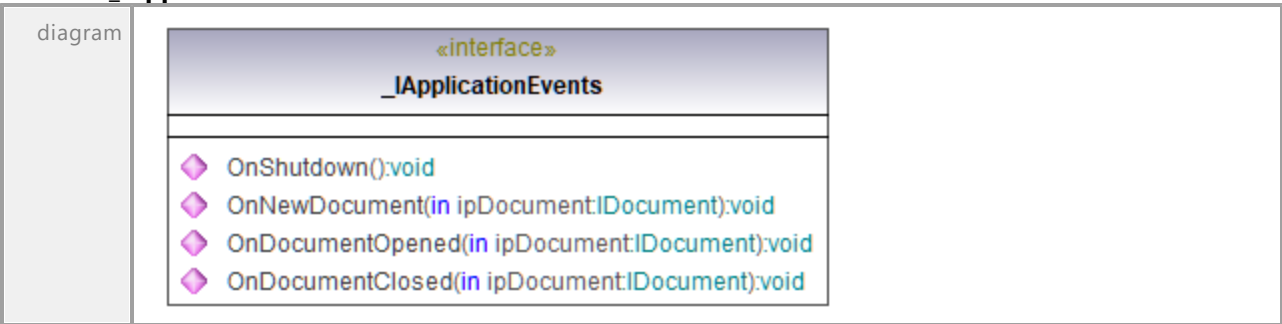 diagram
«interface»
_IApplicationEvents
OnShutdown():void
OnNewDocument(in ipDocument:IDocument):void
OnDocumentOpened(in ipDocument:IDocument):void
OnDocumentClosed(in ipDocument:IDocument):void